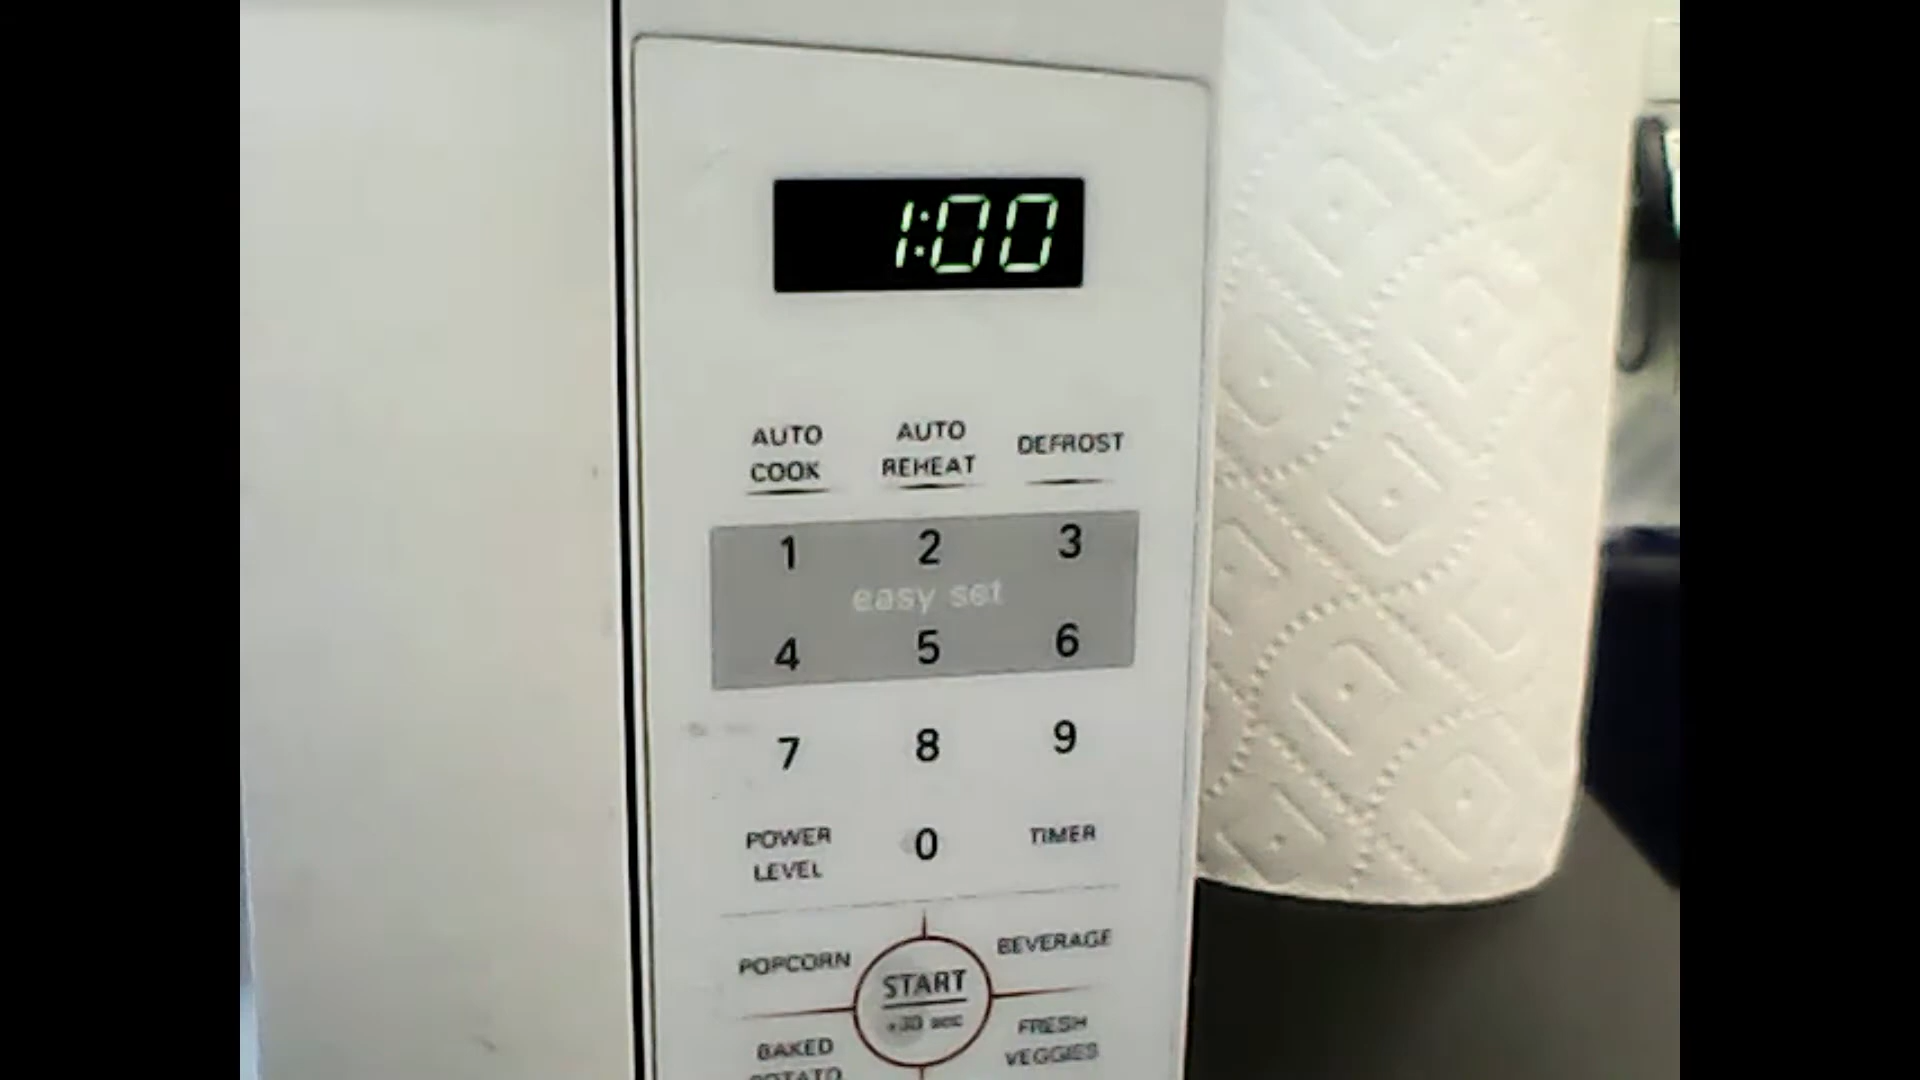 1:00
AUTO AUTO DEFROST
COOK REHEAT
1 2 3
easy set
4 5 6
7 8 9
POWER 0 TIMER
LEVEL
POPCORN BEVERAGE
START
+30 sec
BAKED FRESH
POTATO VEGGIES